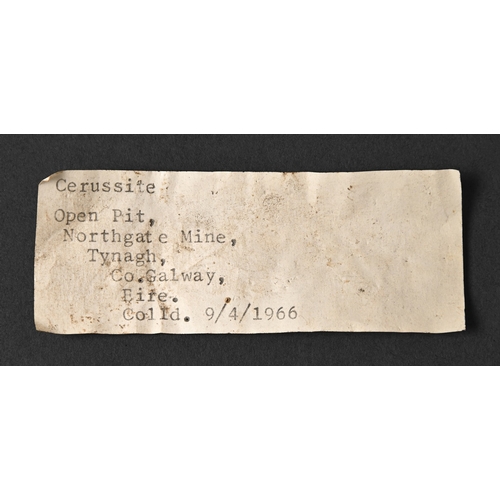 Cerussite
Open Pit,
Northgate Mine,
Tynagh,
Co.Galway,
Eire.
Colld. 9/4/1966